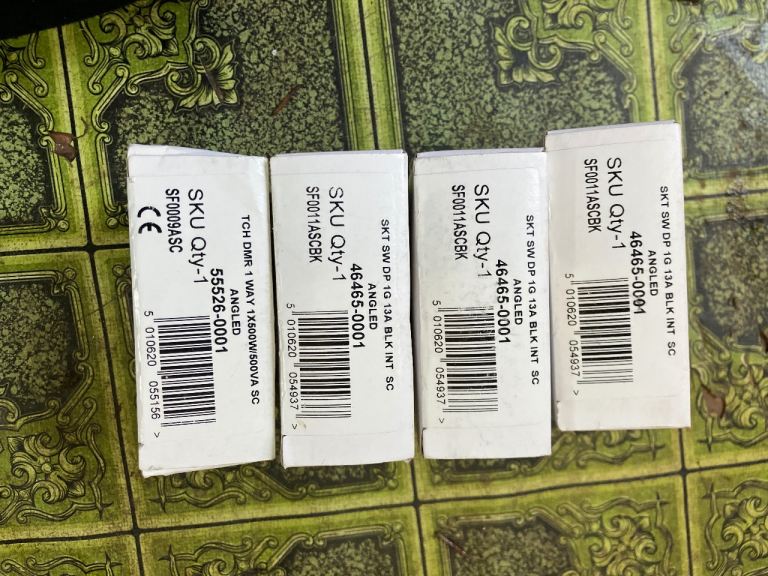 TCH DMR 1 WAY 1X500W/500VA SC
ANGLED
55526-0001
SKU Qty-1
SF0009ASC
CE
5 010620 055156 >
SKT SW DP 1G 13A BLK INT SC
ANGLED
46465-0001
SKU Qty-1
SF0011ASCBK
5 010620 054937 >
SKT SW DP 1G 13A BLK INT SC
ANGLED
46465-0001
SKU Qty-1
SF0011ASCBK
5 010620 054937 >
SKT SW DP 1G 13A BLK INT SC
ANGLED
46465-0001
SKU Qty-1
SF0011ASCBK
5 010620 054937 >